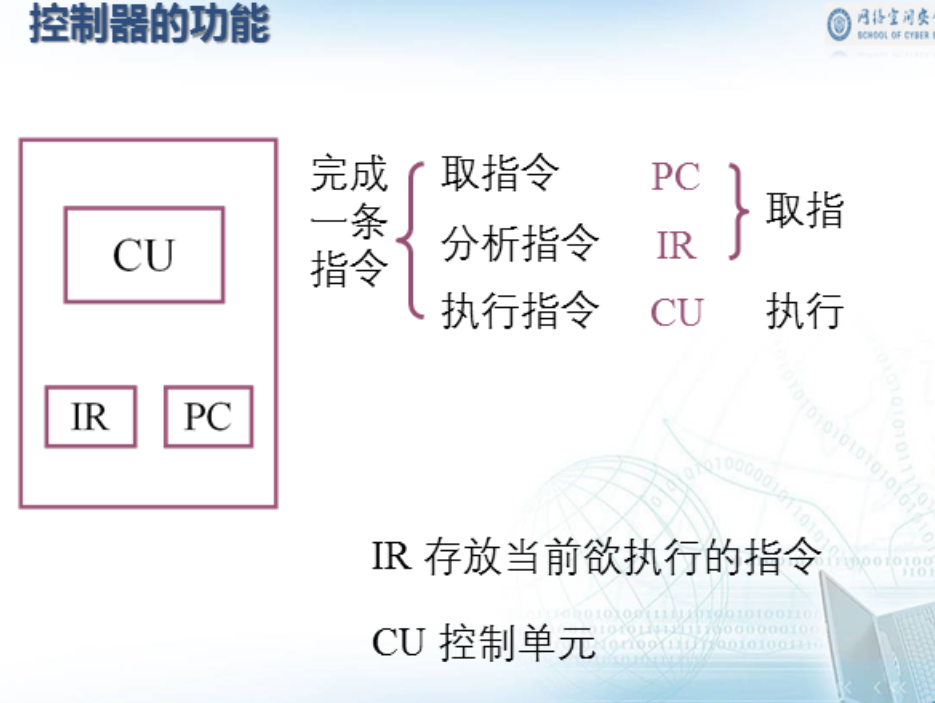 控制器的功能
网络空间安
SCHOOL OF CYBER
CU
IR
PC
完成
一条
指令
取指令 PC
分析指令 IR
取指
执行指令 CU 执行
IR 存放当前欲执行的指令
CU 控制单元